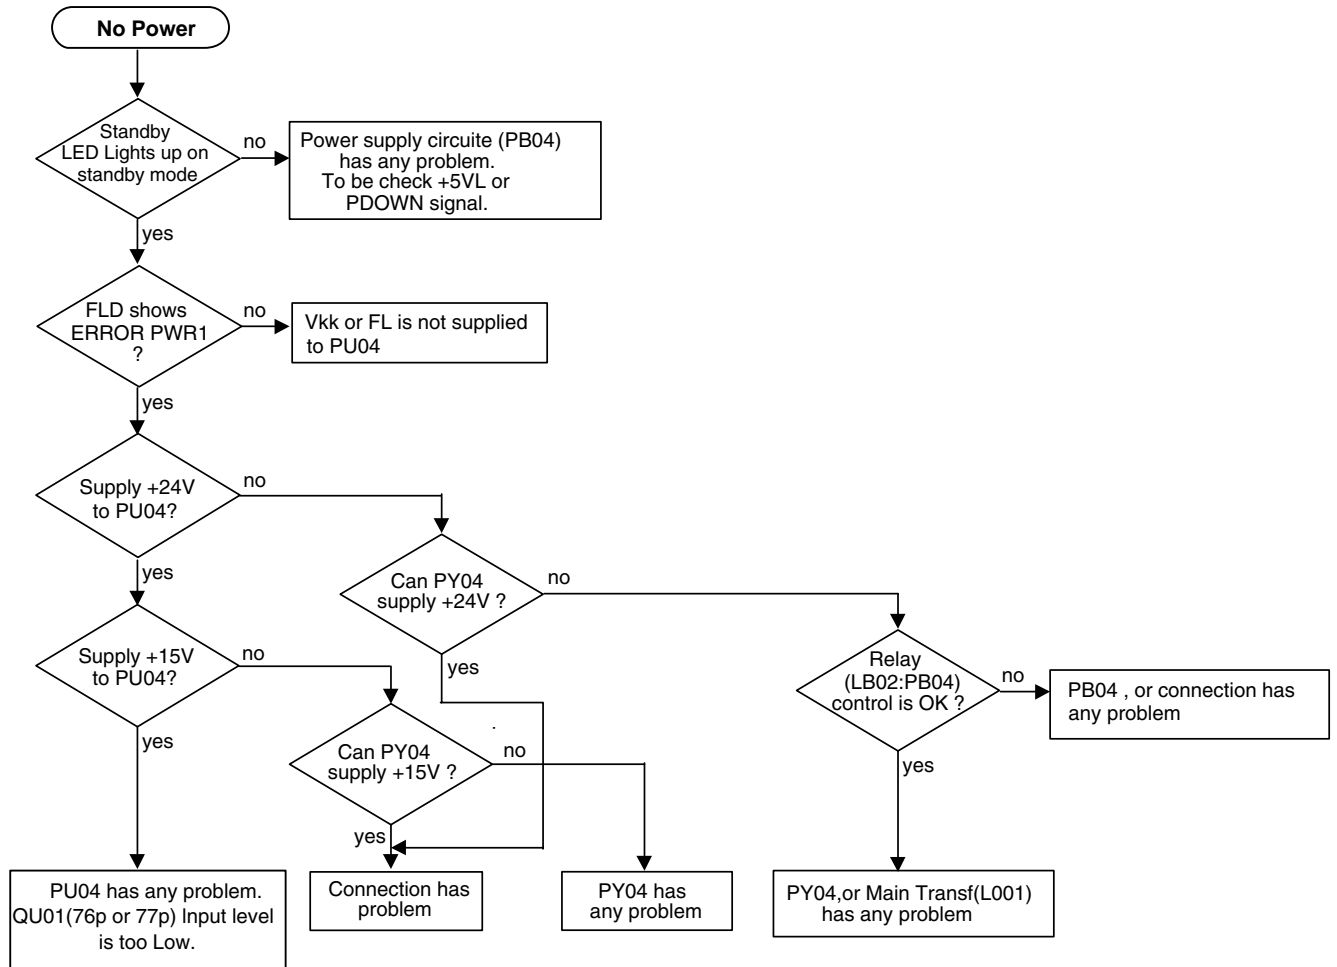 No Power
Standby
LED Lights up on
standby mode
no
Power supply circuite (PB04)
has any problem.
To be check +5VL or
PDOWN signal.
yes
FLD shows
ERROR PWR1
?
no
Vkk or FL is not supplied
to PU04
yes
Supply +24V
to PU04?
no
yes
Can PY04
supply +24V ?
no
yes
Supply +15V
to PU04?
no
Relay
(LB02:PB04)
control is OK ?
no
PB04 , or connection has
any problem
yes
yes
Can PY04
supply +15V ?
no
yes
PU04 has any problem.
QU01(76p or 77p) Input level
is too Low.
Connection has
problem
PY04 has
any problem
PY04,or Main Transf(L001)
has any problem